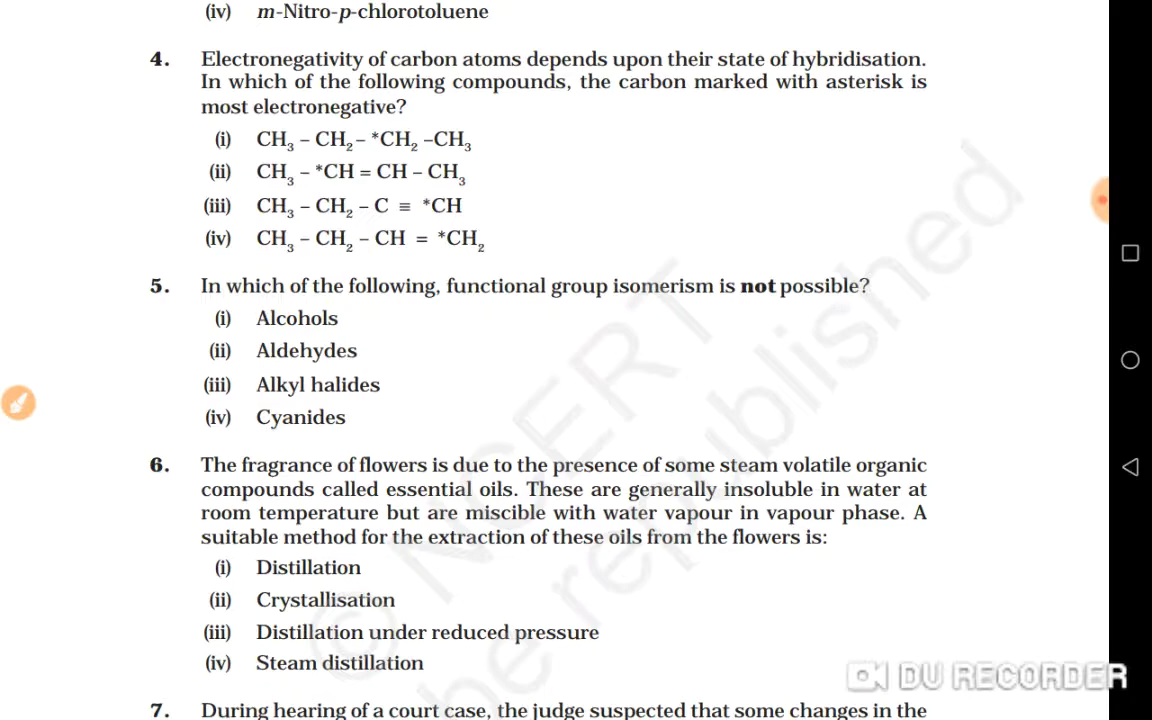 (iv) m-Nitro-p-chlorotoluene
4. Electronegativity of carbon atoms depends upon their state of hybridisation.
In which of the following compounds, the carbon marked with asterisk is
most electronegative?
(i) CH₃ – CH₂ – *CH₂ –CH₃
(ii) CH₃ – *CH = CH – CH₃
(iii) CH₃ – CH₂ – C ≡ *CH
(iv) CH₃ – CH₂ – CH = *CH₂
5. In which of the following, functional group isomerism is not possible?
(i) Alcohols
(ii) Aldehydes
(iii) Alkyl halides
(iv) Cyanides
6. The fragrance of flowers is due to the presence of some steam volatile organic
compounds called essential oils. These are generally insoluble in water at
room temperature but are miscible with water vapour in vapour phase. A
suitable method for the extraction of these oils from the flowers is:
(i) Distillation
(ii) Crystallisation
(iii) Distillation under reduced pressure
(iv) Steam distillation
7. During hearing of a court case, the judge suspected that some changes in the
© NCERT
be republished
DU RECORDER